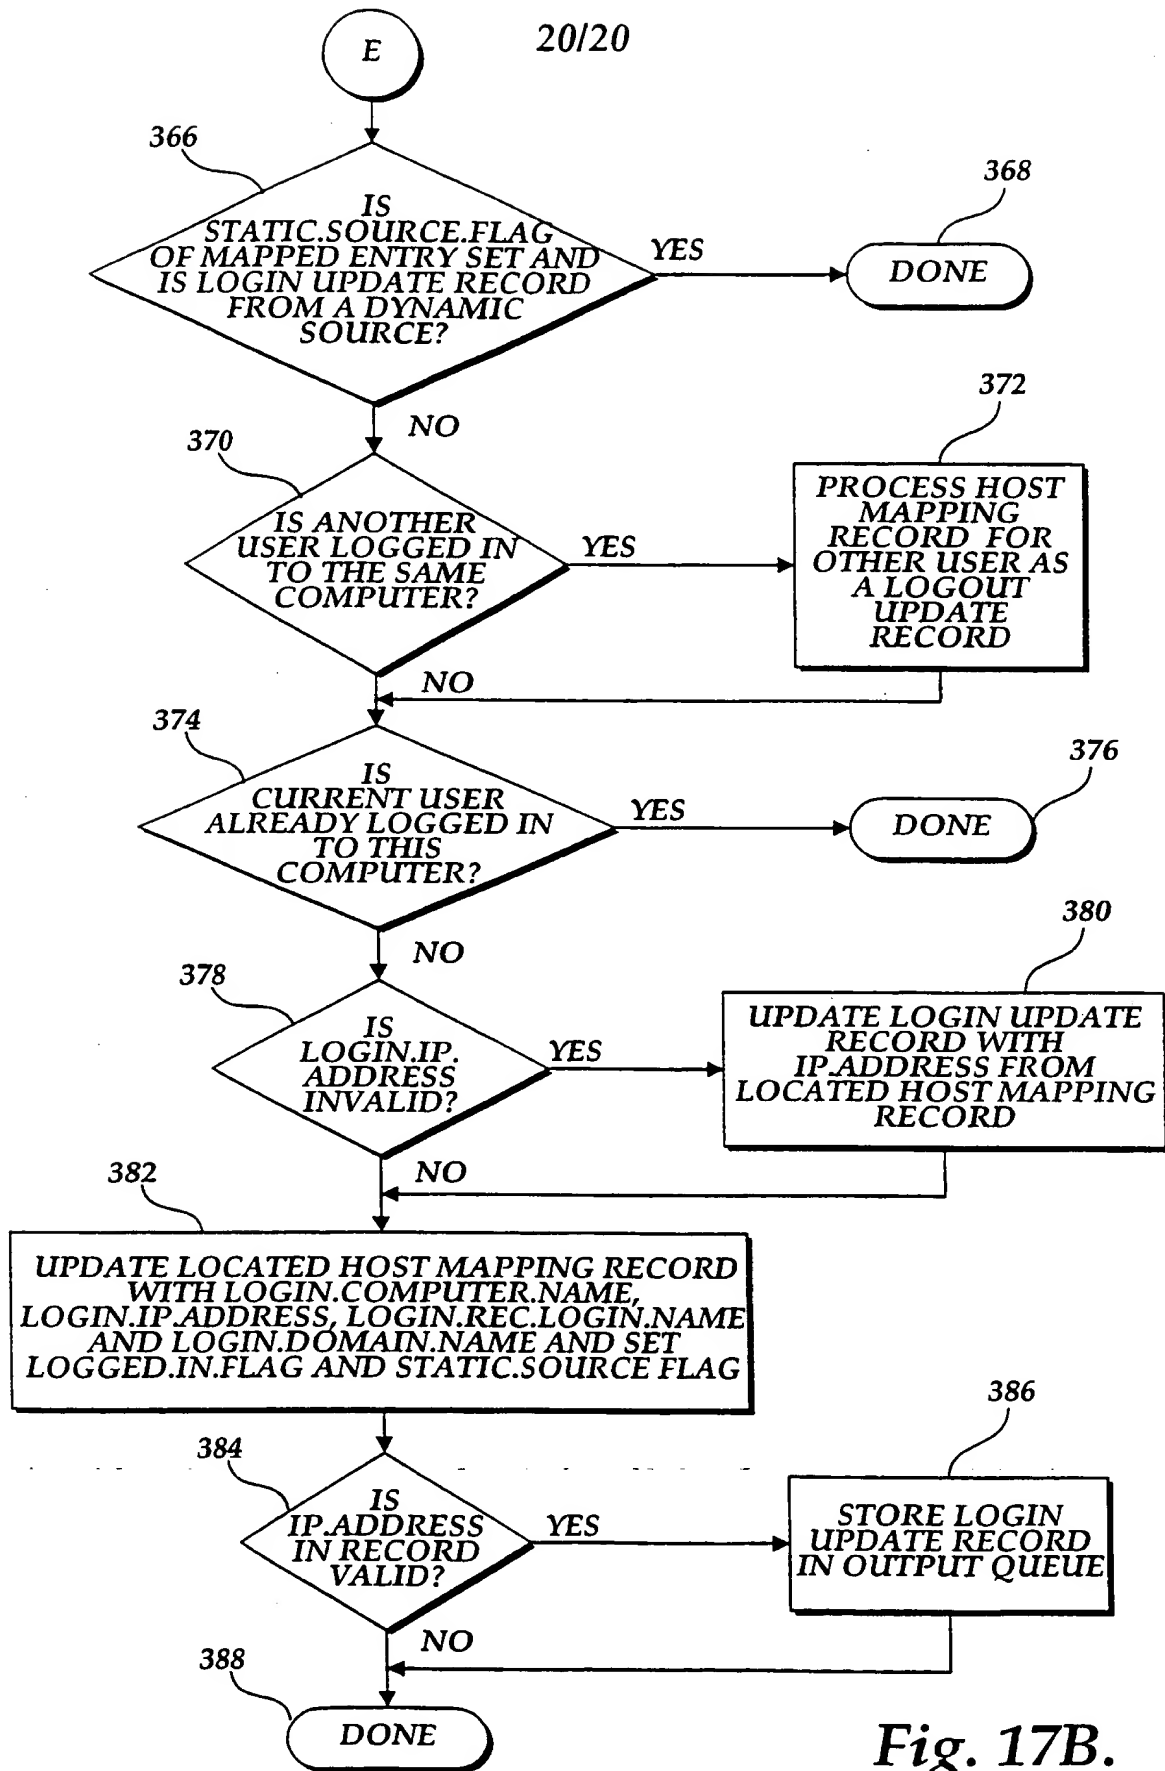 20/20
E
366
IS
STATIC.SOURCE.FLAG
OF MAPPED ENTRY SET AND
IS LOGIN UPDATE RECORD
FROM A DYNAMIC
SOURCE?
YES
368
DONE
NO
370
IS ANOTHER
USER LOGGED IN
TO THE SAME
COMPUTER?
YES
372
PROCESS HOST
MAPPING
RECORD FOR
OTHER USER AS
A LOGOUT
UPDATE
RECORD
NO
374
IS
CURRENT USER
ALREADY LOGGED IN
TO THIS
COMPUTER?
YES
376
DONE
NO
378
IS
LOGIN.IP.
ADDRESS
INVALID?
YES
380
UPDATE LOGIN UPDATE
RECORD WITH
IP.ADDRESS FROM
LOCATED HOST MAPPING
RECORD
NO
382
UPDATE LOCATED HOST MAPPING RECORD
WITH LOGIN.COMPUTER.NAME,
LOGIN.IP.ADDRESS, LOGIN.REC.LOGIN.NAME
AND LOGIN.DOMAIN.NAME AND SET
LOGGED.IN.FLAG AND STATIC.SOURCE FLAG
384
IS
IP.ADDRESS
IN RECORD
VALID?
YES
386
STORE LOGIN
UPDATE RECORD
IN OUTPUT QUEUE
NO
388
DONE
Fig. 17B.